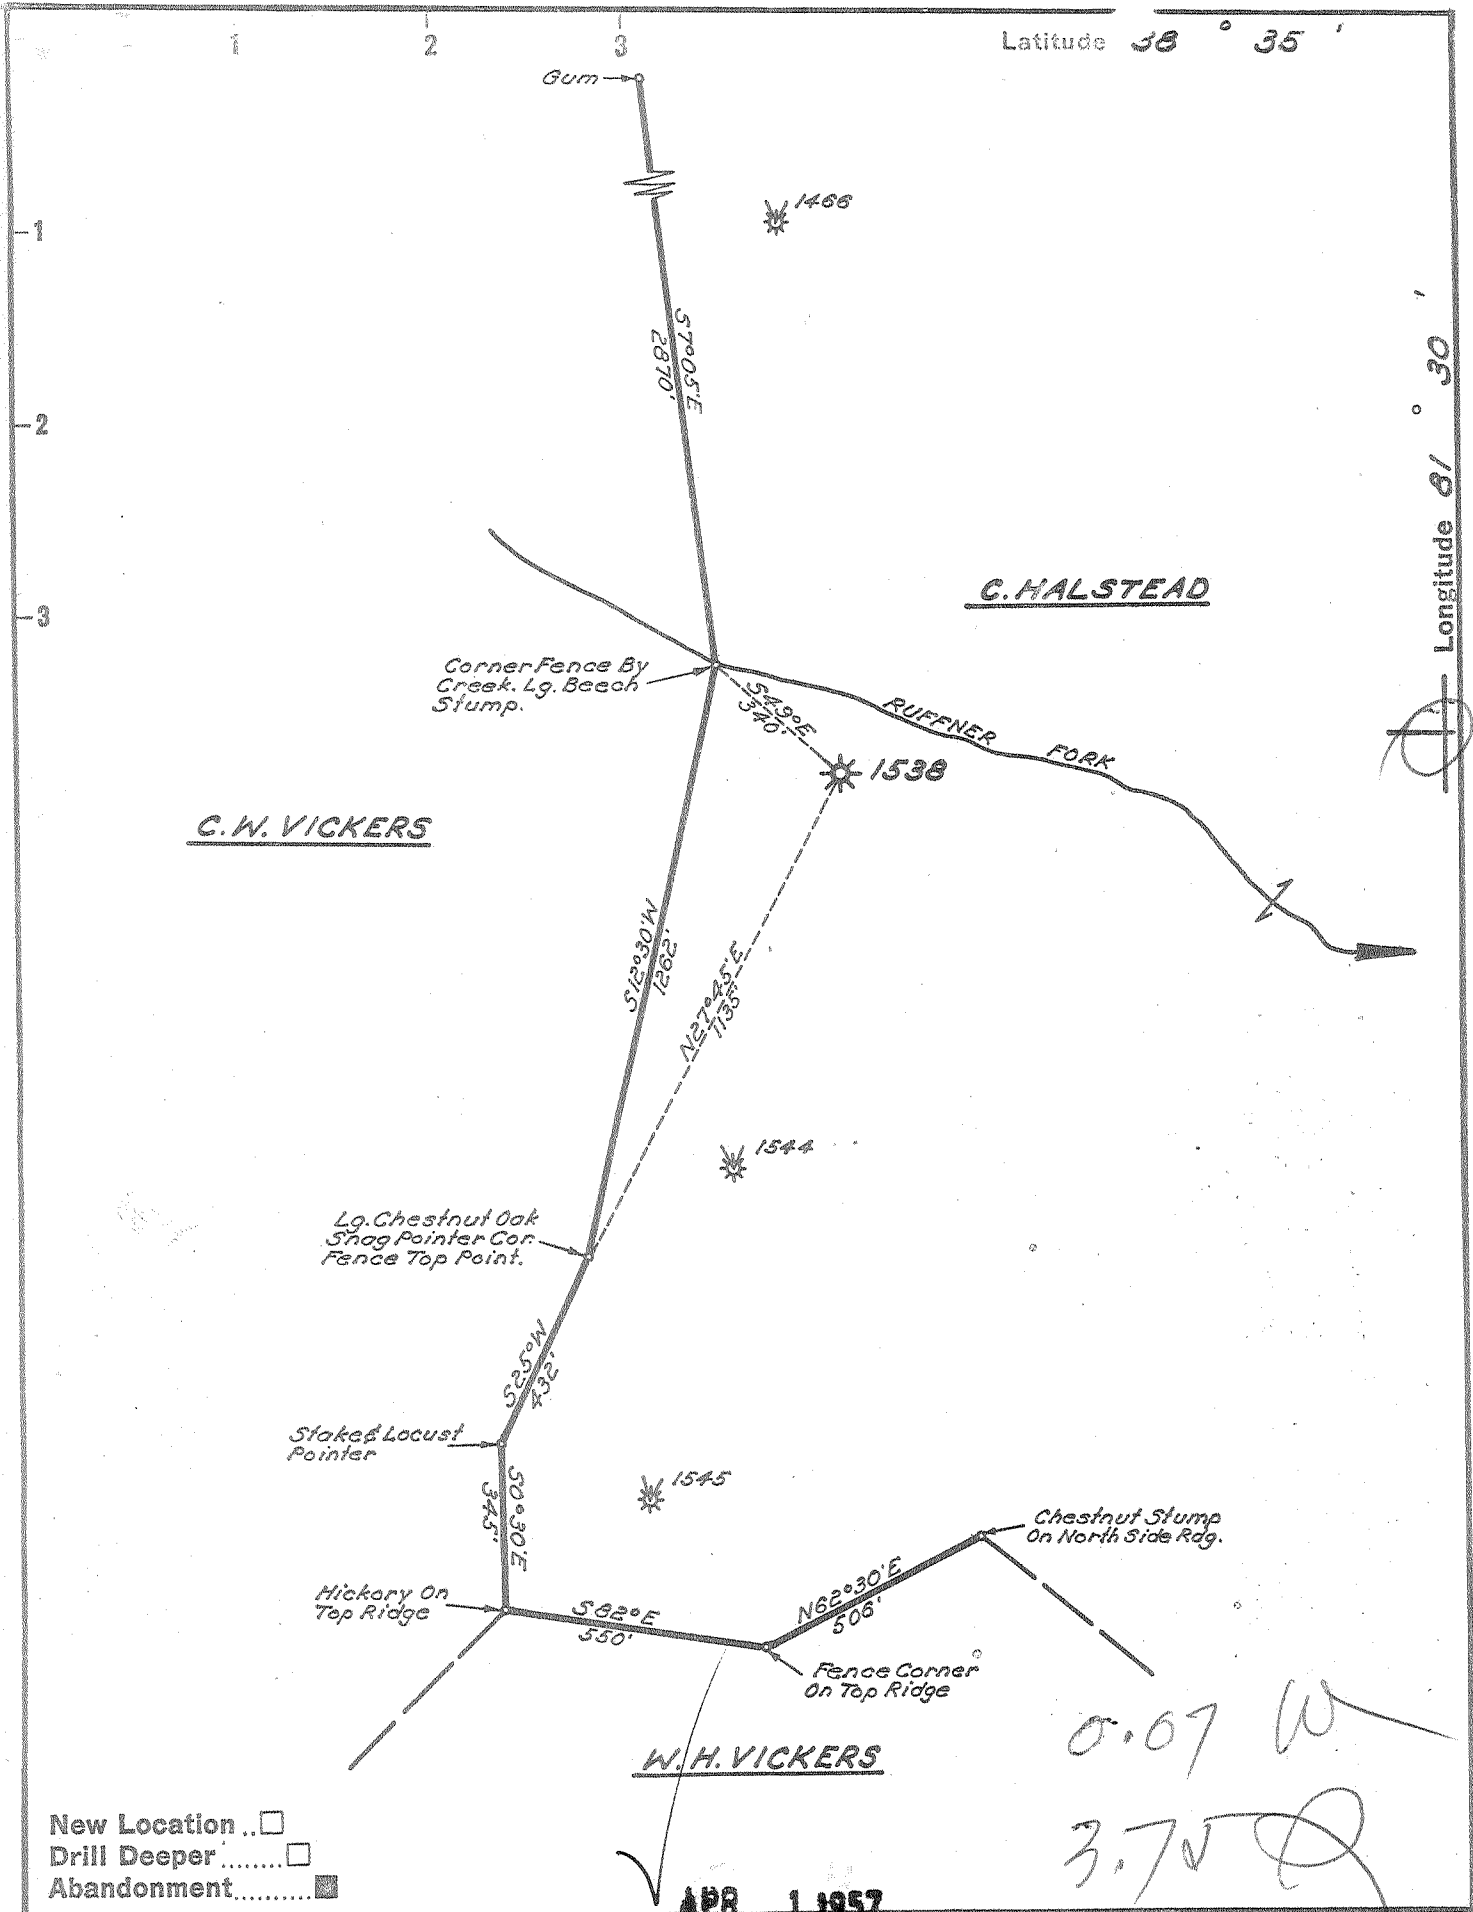 1 2 3
Latitude 38 ° 35 '
Gum
1466
-1
S7°05'E
2870'
Longitude 81 ° 30 '
-2
C. HALSTEAD
-3
Corner Fence By
Creek. Lg. Beech
Stump.
S49°E
340'
RUFFNER FORK
1538
C. W. VICKERS
S12°30'W
1292'
N27°45'E
1135'
1544
Lg. Chestnut Oak
Snag Pointer Cor.
Fence Top Point.
S25°W
432'
Stake & Locust
Pointer
1545
S0°30'E
345'
Chestnut Stump
On North Side Rdg.
Hickory On
Top Ridge
S82°E
550'
N62°30'E
506'
Fence Corner
On Top Ridge
0.07 W
W. H. VICKERS
3.75
New Location ..
Drill Deeper ........
Abandonment ..........
APR 1 1957